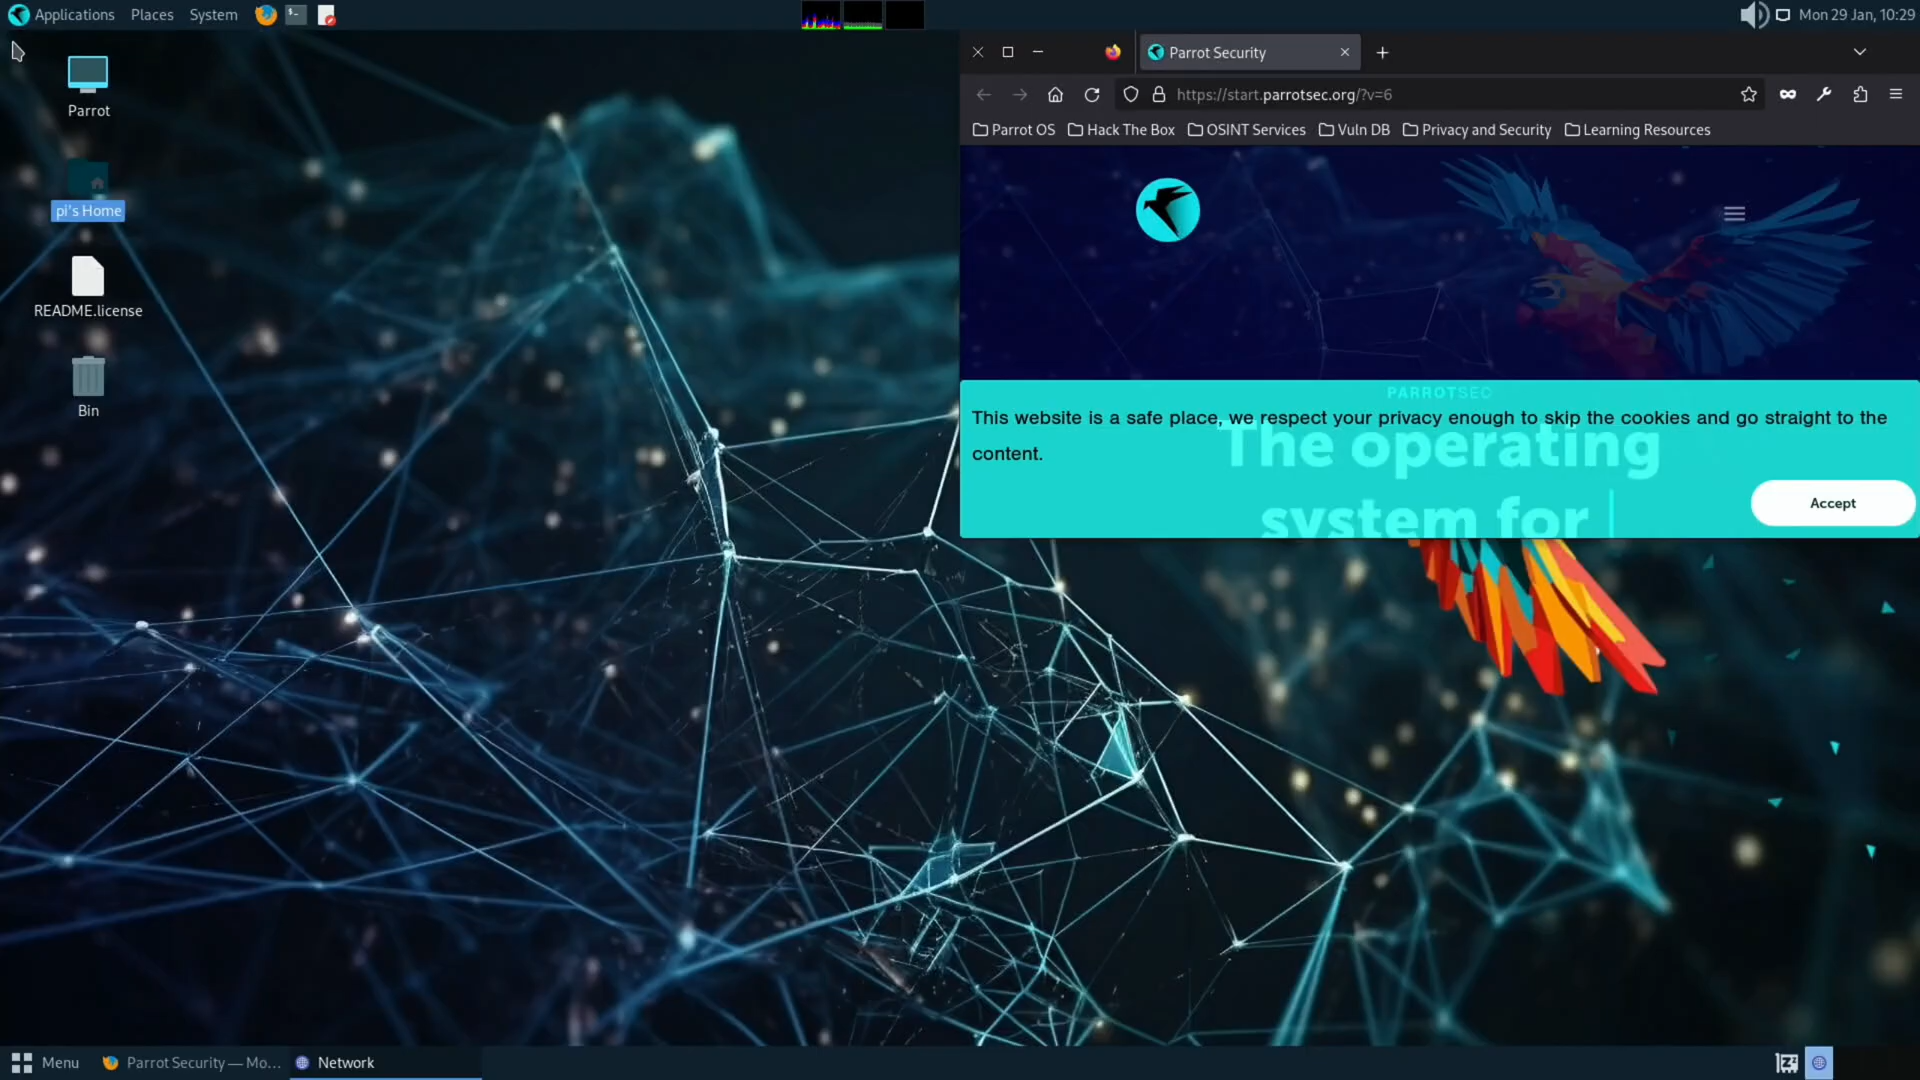 Applications Places System
Mon 29 Jan, 10:29
Parrot
pi's Home
README.license
Bin
Parrot Security
https://start.parrotsec.org/?v=6
Parrot OS Hack The Box OSINT Services Vuln DB Privacy and Security Learning Resources
PARROTSEC
This website is a safe place, we respect your privacy enough to skip the cookies and go straight to the
content.
The operating
system for
Accept
Menu Parrot Security — Mo... Network